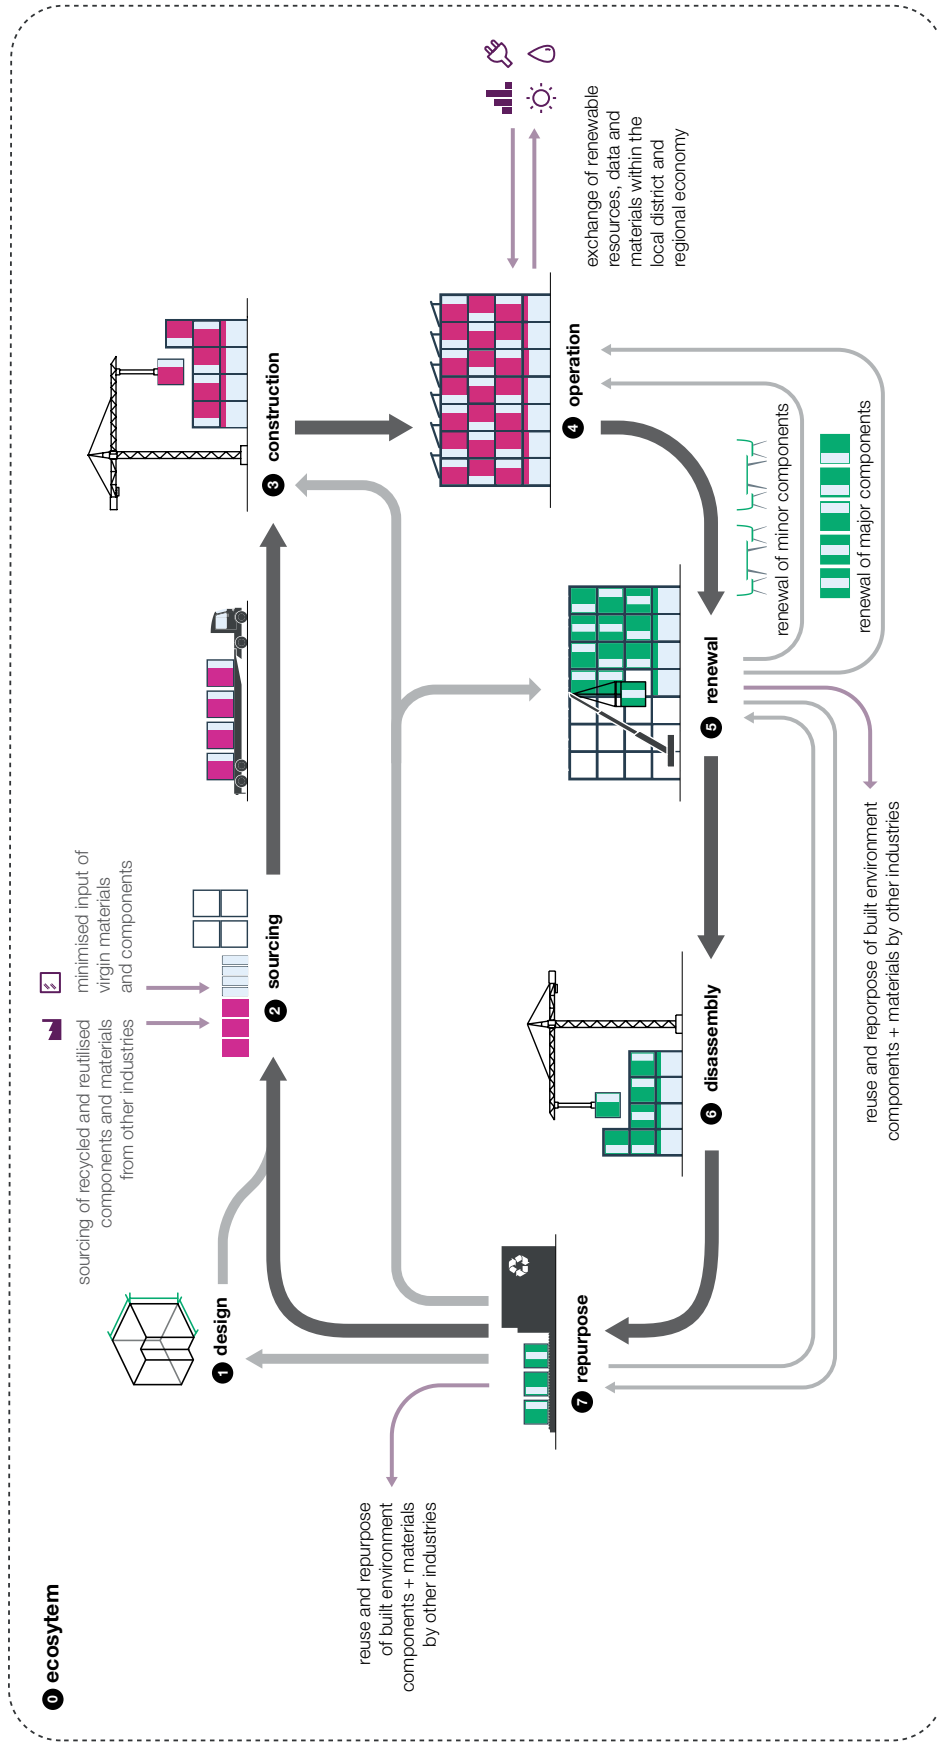 0 ecosytem
1 design
sourcing of recycled and reutilised
components and materials
from other industries
minimised input of
virgin materials
and components
2 sourcing
3 construction
4 operation
exchange of renewable
resources, data and
materials within the
local district and
regional economy
5 renewal
renewal of minor components
renewal of major components
reuse and reporpose of built environment
components + materials by other industries
6 disassembly
7 repurpose
reuse and repurpose
of built environment
components + materials
by other industries